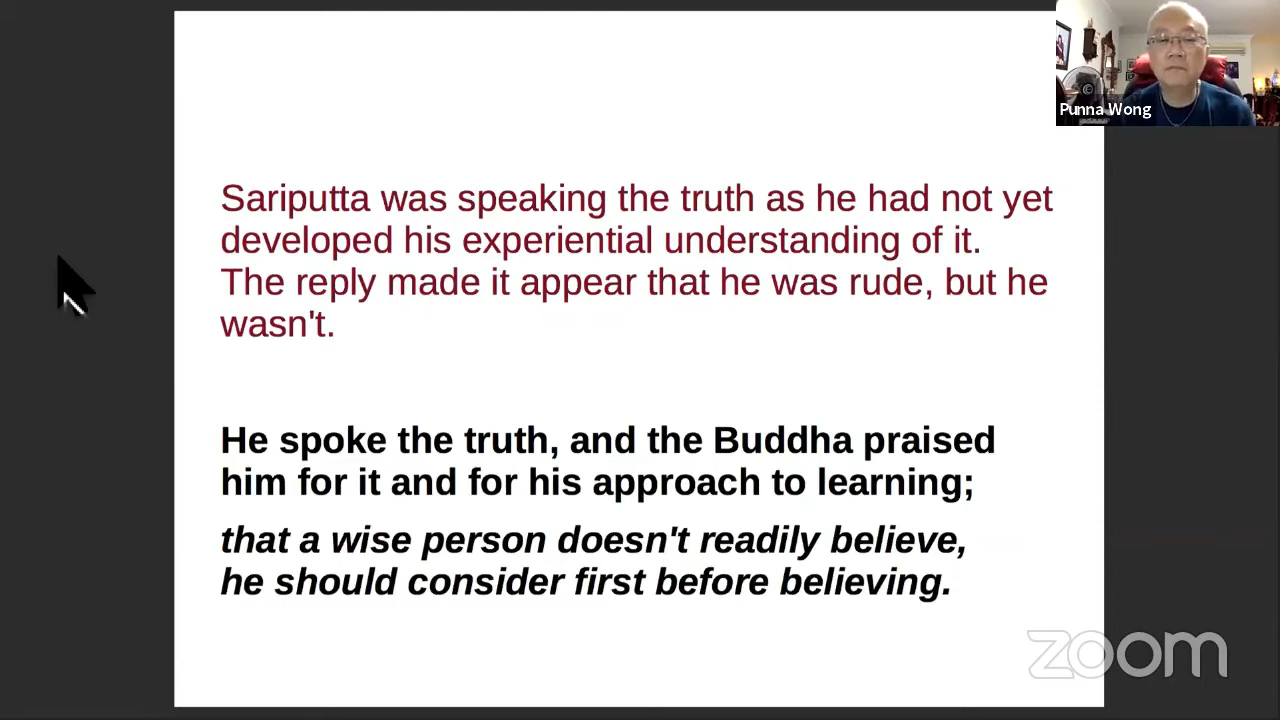 Punna Wong
Sariputta was speaking the truth as he had not yet
developed his experiential understanding of it.
The reply made it appear that he was rude, but he
wasn't.
He spoke the truth, and the Buddha praised
him for it and for his approach to learning;
that a wise person doesn't readily believe,
he should consider first before believing.
zoom